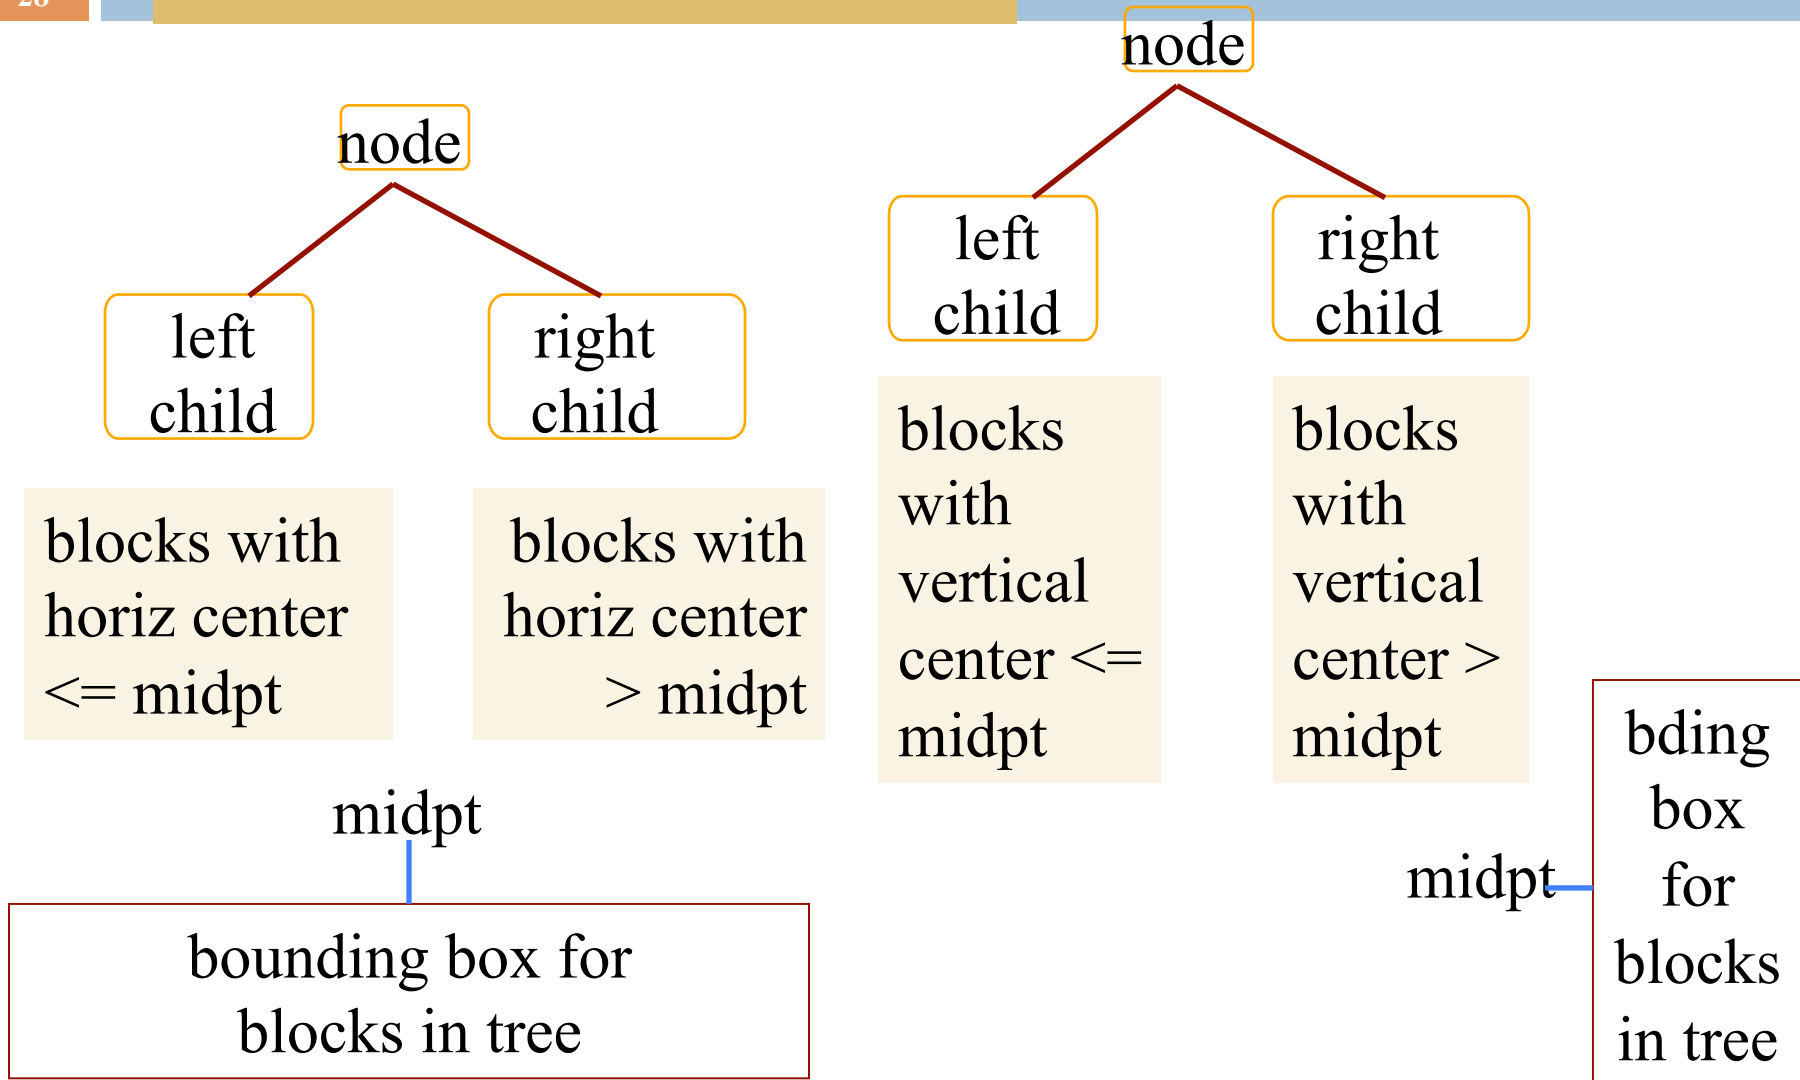 28
node
left
child
right
child
blocks with
horiz center
<= midpt
blocks with
horiz center
> midpt
midpt
bounding box for
blocks in tree
node
left
child
right
child
blocks
with
vertical
center <=
midpt
blocks
with
vertical
center >
midpt
midpt
bding
box
for
blocks
in tree